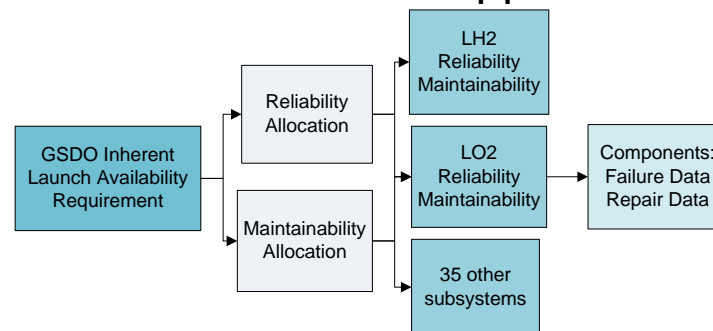 GSDO Inherent
Launch Availability
Requirement
Reliability
Allocation
Maintainability
Allocation
LH2
Reliability
Maintainability
LO2
Reliability
Maintainability
35 other
subsystems
Components:
Failure Data
Repair Data